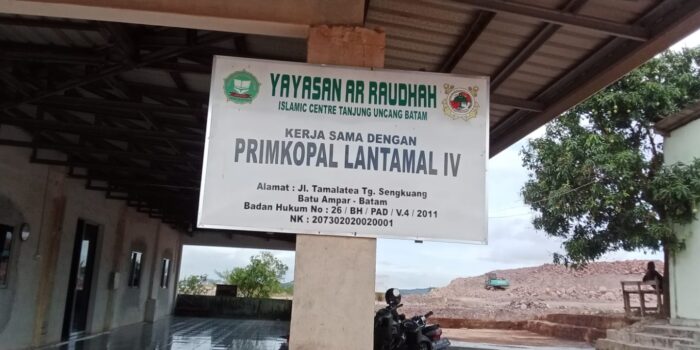 YAYASAN AR RAUDHAH
ISLAMIC CENTRE TANJUNG UNCANG BATAM
KERJA SAMA DENGAN
PRIMKOPAL LANTAMAL IV
Alamat : Jl. Tamalatea Tg. Sengkuang
Batu Ampar - Batam
Badan Hukum No : 26 / BH / PAD / V.4 / 2011
NK : 207302020020001